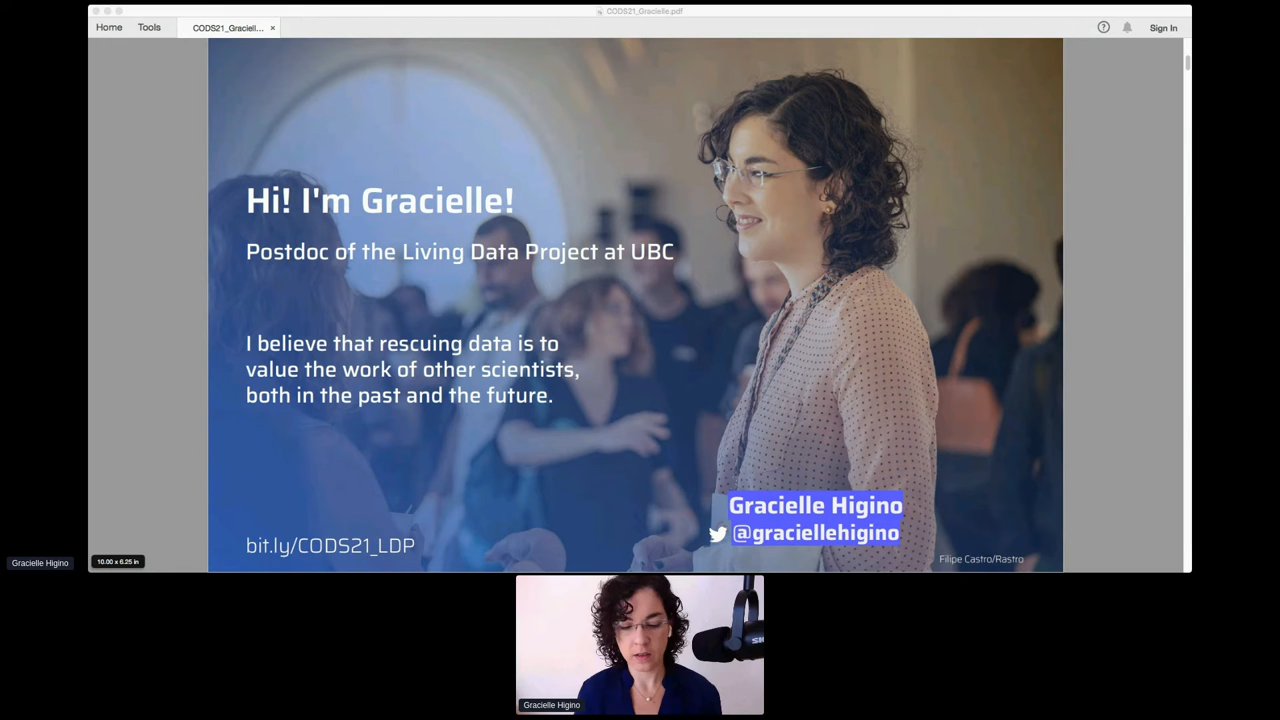 CODS21_Gracielle.pdf
Home
Tools
CODS21_Graciell...
Sign In
Hi! I'm Gracielle!
Postdoc of the Living Data Project at UBC
I believe that rescuing data is to
value the work of other scientists,
both in the past and the future.
Gracielle Higino
@graciellehigino
bit.ly/CODS21_LDP
Filipe Castro/Rastro
Gracielle Higino
10.00 x 6.25 in
Gracielle Higino